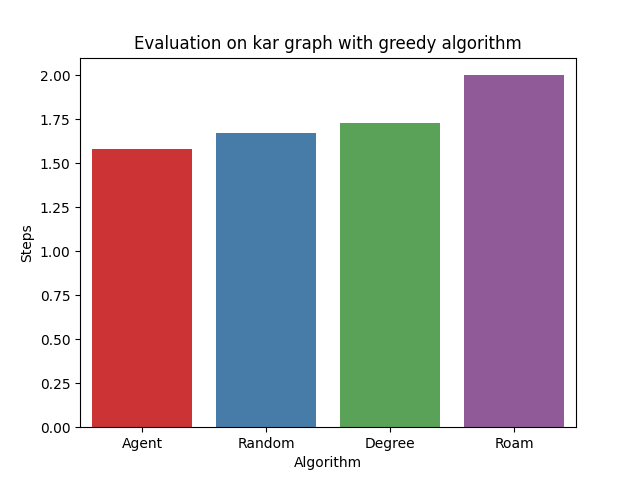 Evaluation on kar graph with greedy algorithm
2.00
1.75
1.50
1.25
1.00
0.75
0.50
0.25
0.00
Steps
Agent Random Degree Roam
Algorithm